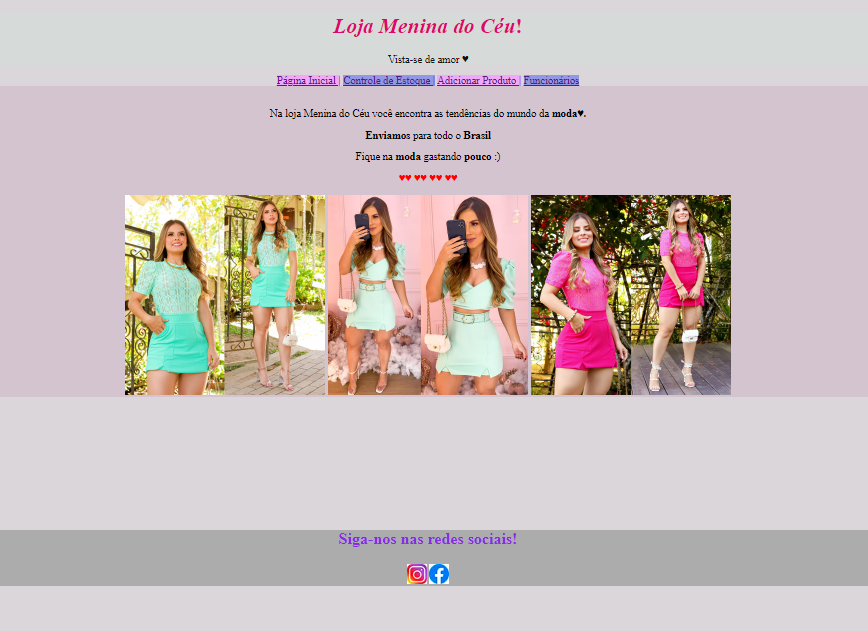 Loja Menina do Céu!
Vista-se de amor ♥
Página Inicial | Controle de Estoque | Adicionar Produto | Funcionários
Na loja Menina do Céu você encontra as tendências do mundo da moda♥.
Enviamos para todo o Brasil
Fique na moda gastando pouco :)
♥♥ ♥♥ ♥♥ ♥♥
Siga-nos nas redes sociais!